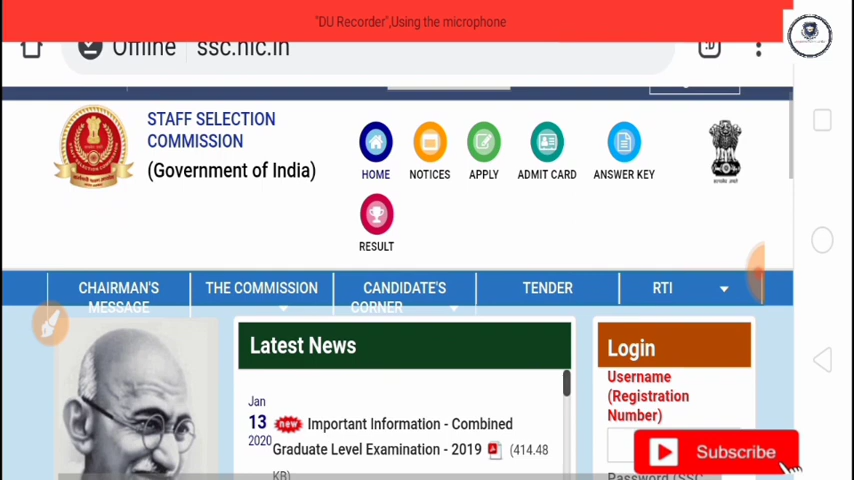 "DU Recorder",Using the microphone
Offline
ssc.nic.in
STAFF SELECTION
COMMISSION
(Government of India)
HOME
NOTICES
APPLY
ADMIT CARD
ANSWER KEY
RESULT
CHAIRMAN'S
MESSAGE
THE COMMISSION
CANDIDATE'S
CORNER
TENDER
RTI
Latest News
Jan
13
2020
new
Important Information - Combined
Graduate Level Examination - 2019
(414.48
KB)
Login
Username
(Registration
Number)
Password (SSC
Subscribe